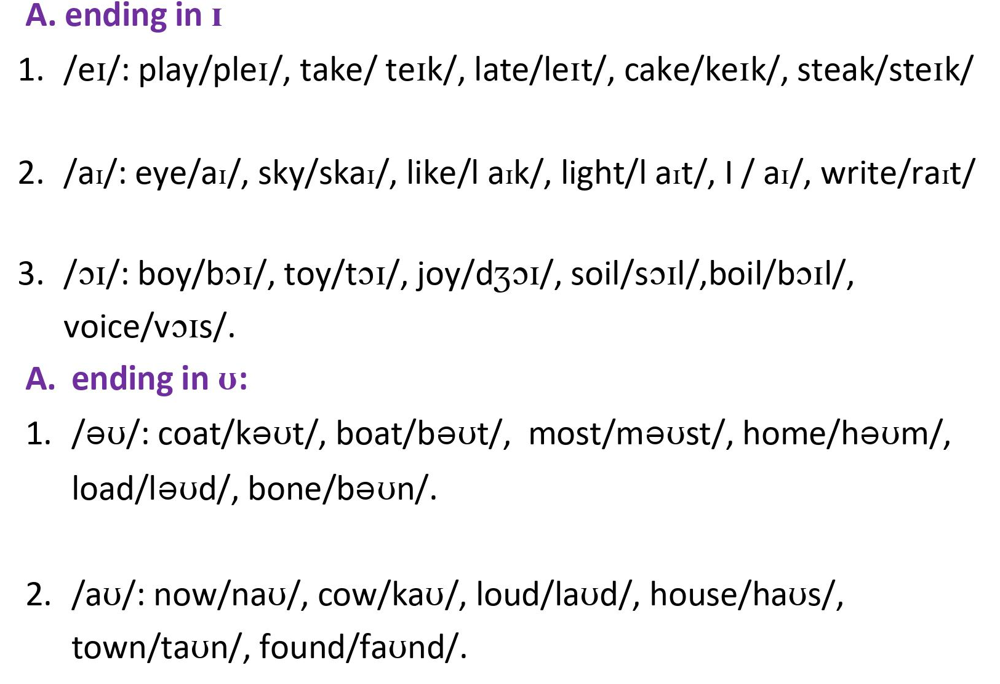 A. ending in ɪ
1. /eɪ/: play/pleɪ/, take/ teɪk/, late/leɪt/, cake/keɪk/, steak/steɪk/
2. /aɪ/: eye/aɪ/, sky/skaɪ/, like/l aɪk/, light/l aɪt/, I / aɪ/, write/raɪt/
3. /ɔɪ/: boy/bɔɪ/, toy/tɔɪ/, joy/dʒɔɪ/, soil/sɔɪl/,boil/bɔɪl/,
voice/vɔɪs/.
A. ending in ʊ:
1. /əʊ/: coat/kəʊt/, boat/bəʊt/, most/məʊst/, home/həʊm/,
load/ləʊd/, bone/bəʊn/.
2. /aʊ/: now/naʊ/, cow/kaʊ/, loud/laʊd/, house/haʊs/,
town/taʊn/, found/faʊnd/.